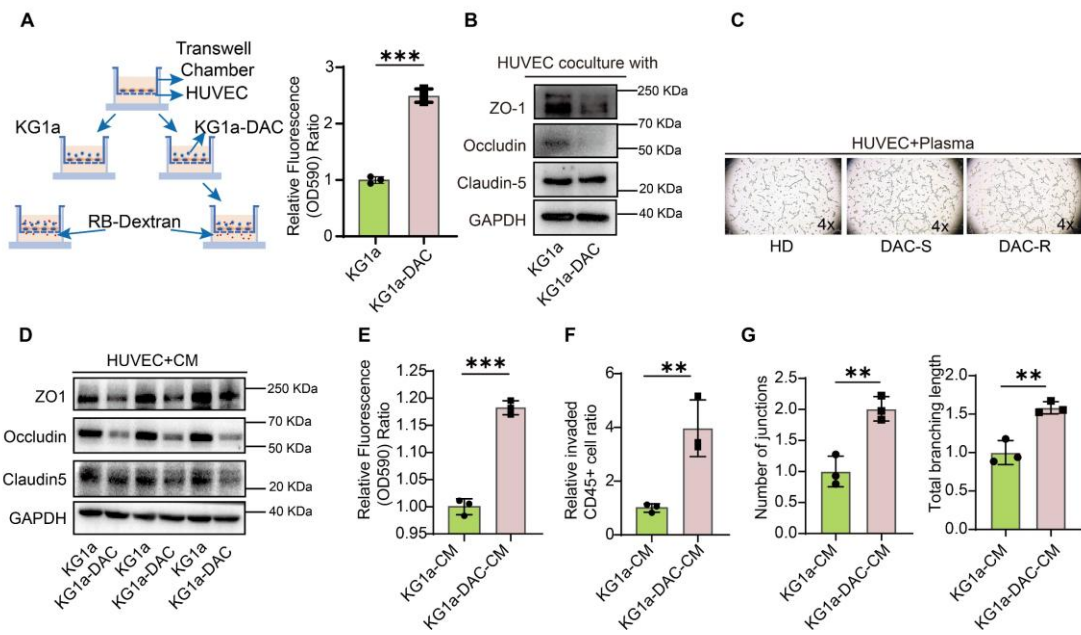 A
Transwell
Chamber
HUVEC
KG1a
KG1a-DAC
RB-Dextran
Relative Fluorescence
(OD590) Ratio
3
2
1
0
***
KG1a
KG1a-DAC
B
HUVEC coculture with
ZO-1
250 KDa
Occludin
70 KDa
50 KDa
Claudin-5
20 KDa
GAPDH
40 KDa
KG1a
KG1a-DAC
C
HUVEC+Plasma
4x
4x
4x
HD
DAC-S
DAC-R
D
HUVEC+CM
ZO1
250 KDa
Occludin
70 KDa
50 KDa
Claudin5
20 KDa
GAPDH
40 KDa
KG1a
KG1a-DAC
KG1a
KG1a-DAC
KG1a
KG1a-DAC
E
Relative Fluorescence
(OD590) Ratio
1.25
1.20
1.15
1.10
1.05
1.00
0.95
***
KG1a-CM
KG1a-DAC-CM
F
Relative invaded
CD45+ cell ratio
6
4
2
0
**
KG1a-CM
KG1a-DAC-CM
G
Number of junctions
2.5
2.0
1.5
1.0
0.5
0.0
**
KG1a-CM
KG1a-DAC-CM
Total branching length
2.0
1.5
1.0
0.5
0.0
**
KG1a-CM
KG1a-DAC-CM